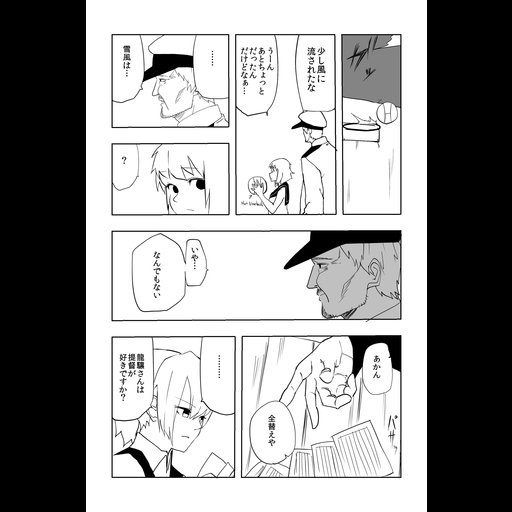 少し風に
流されたな
うーん
あとちょっと
だったん
だけどなぁ…
……
雪風は…
?
いや…
なんでもない
あかん
全替えや
バサッ
……
龍驤さんは
提督が
好きですか?